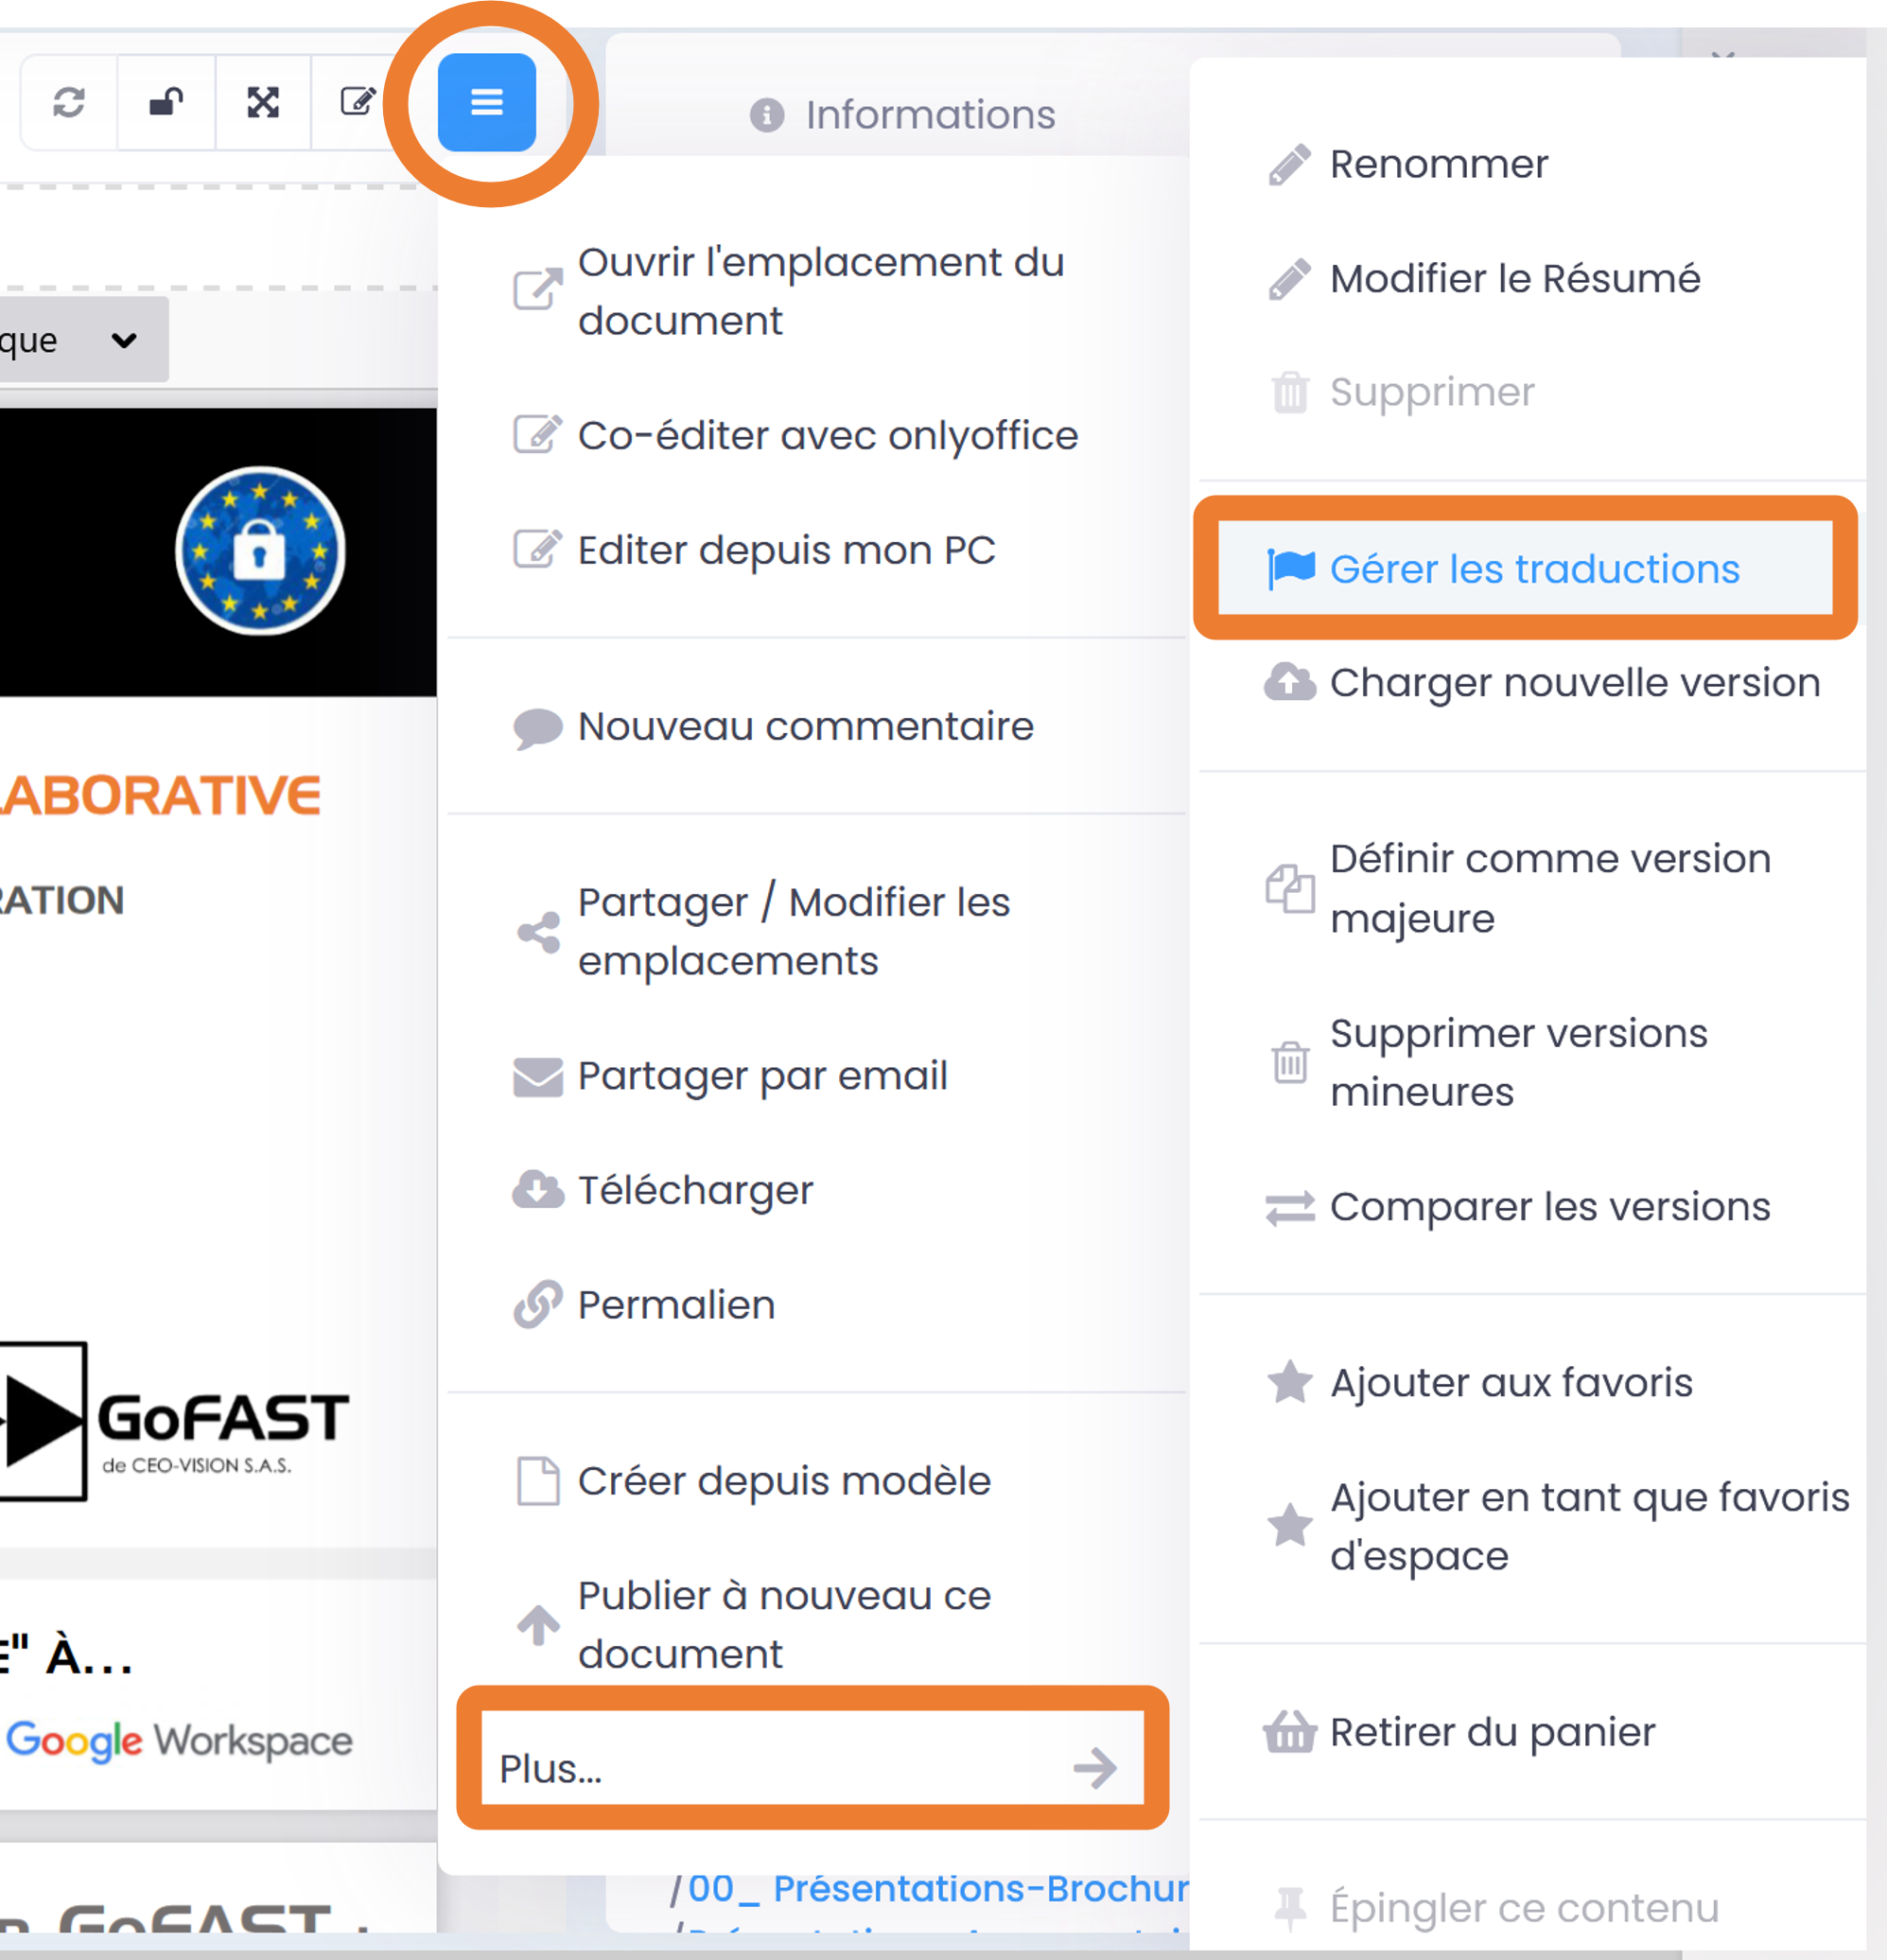 Informations
que
LABORATIVE
RATION
GoFAST
de CEO-VISION S.A.S.
E" À...
Google Workspace
GoFAST :
Ouvrir l'emplacement du
document
Co-éditer avec onlyoffice
Editer depuis mon PC
Nouveau commentaire
Partager / Modifier les
emplacements
Partager par email
Télécharger
Permalien
Créer depuis modèle
Publier à nouveau ce
document
Plus...
/00_ Présentations-Brochur
Renommer
Modifier le Résumé
Supprimer
Gérer les traductions
Charger nouvelle version
Définir comme version
majeure
Supprimer versions
mineures
Comparer les versions
Ajouter aux favoris
Ajouter en tant que favoris
d'espace
Retirer du panier
Épingler ce contenu